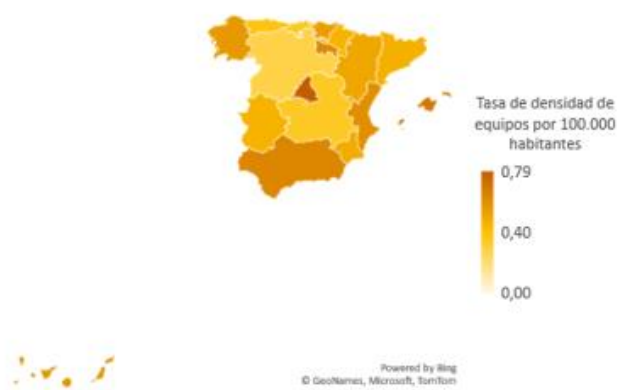 Tasa de densidad de
equipos por 100.000
habitantes
0,79
0,40
0,00
Powered by Bing
© GeoNames, Microsoft, TomTom